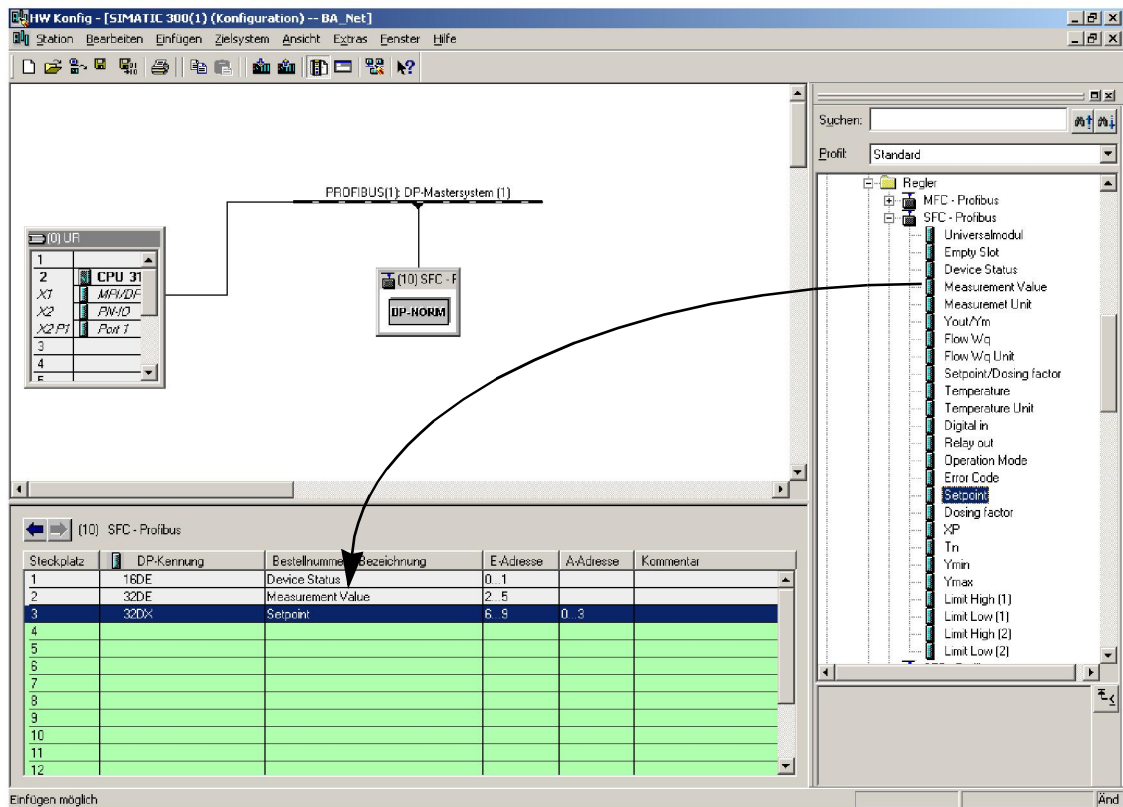 HW Konfig - [SIMATIC 300(1) (Konfiguration) -- BA_Net]
Station Bearbeiten Einfügen Zielsystem Ansicht Extras Fenster Hilfe
Suchen:
Profil: Standard
PROFIBUS(1): DP-Mastersystem (1)
(0) UR
1
2 CPU 31
X1 MPI/DP
X2 PN-IO
X2 P1 Port 1
3
4
5
(10) SFC - P
DP-NORM
Regler
MFC - Profibus
SFC - Profibus
Universalmodul
Empty Slot
Device Status
Measurement Value
Measuremet Unit
Yout/Ym
Flow Wq
Flow Wq Unit
Setpoint/Dosing factor
Temperature
Temperature Unit
Digital in
Relay out
Operation Mode
Error Code
Setpoint
Dosing factor
XP
Tn
Ymin
Ymax
Limit High (1)
Limit Low (1)
Limit High (2)
Limit Low (2)
(10) SFC - Profibus
Steckplatz DP-Kennung Bestellnummer Bezeichnung E-Adresse A-Adresse Kommentar
1 16DE Device Status 0...1
2 32DE Measurement Value 2...5
3 32DX Setpoint 6...9 0...3
4
5
6
7
8
9
10
11
12
Einfügen möglich
Änd